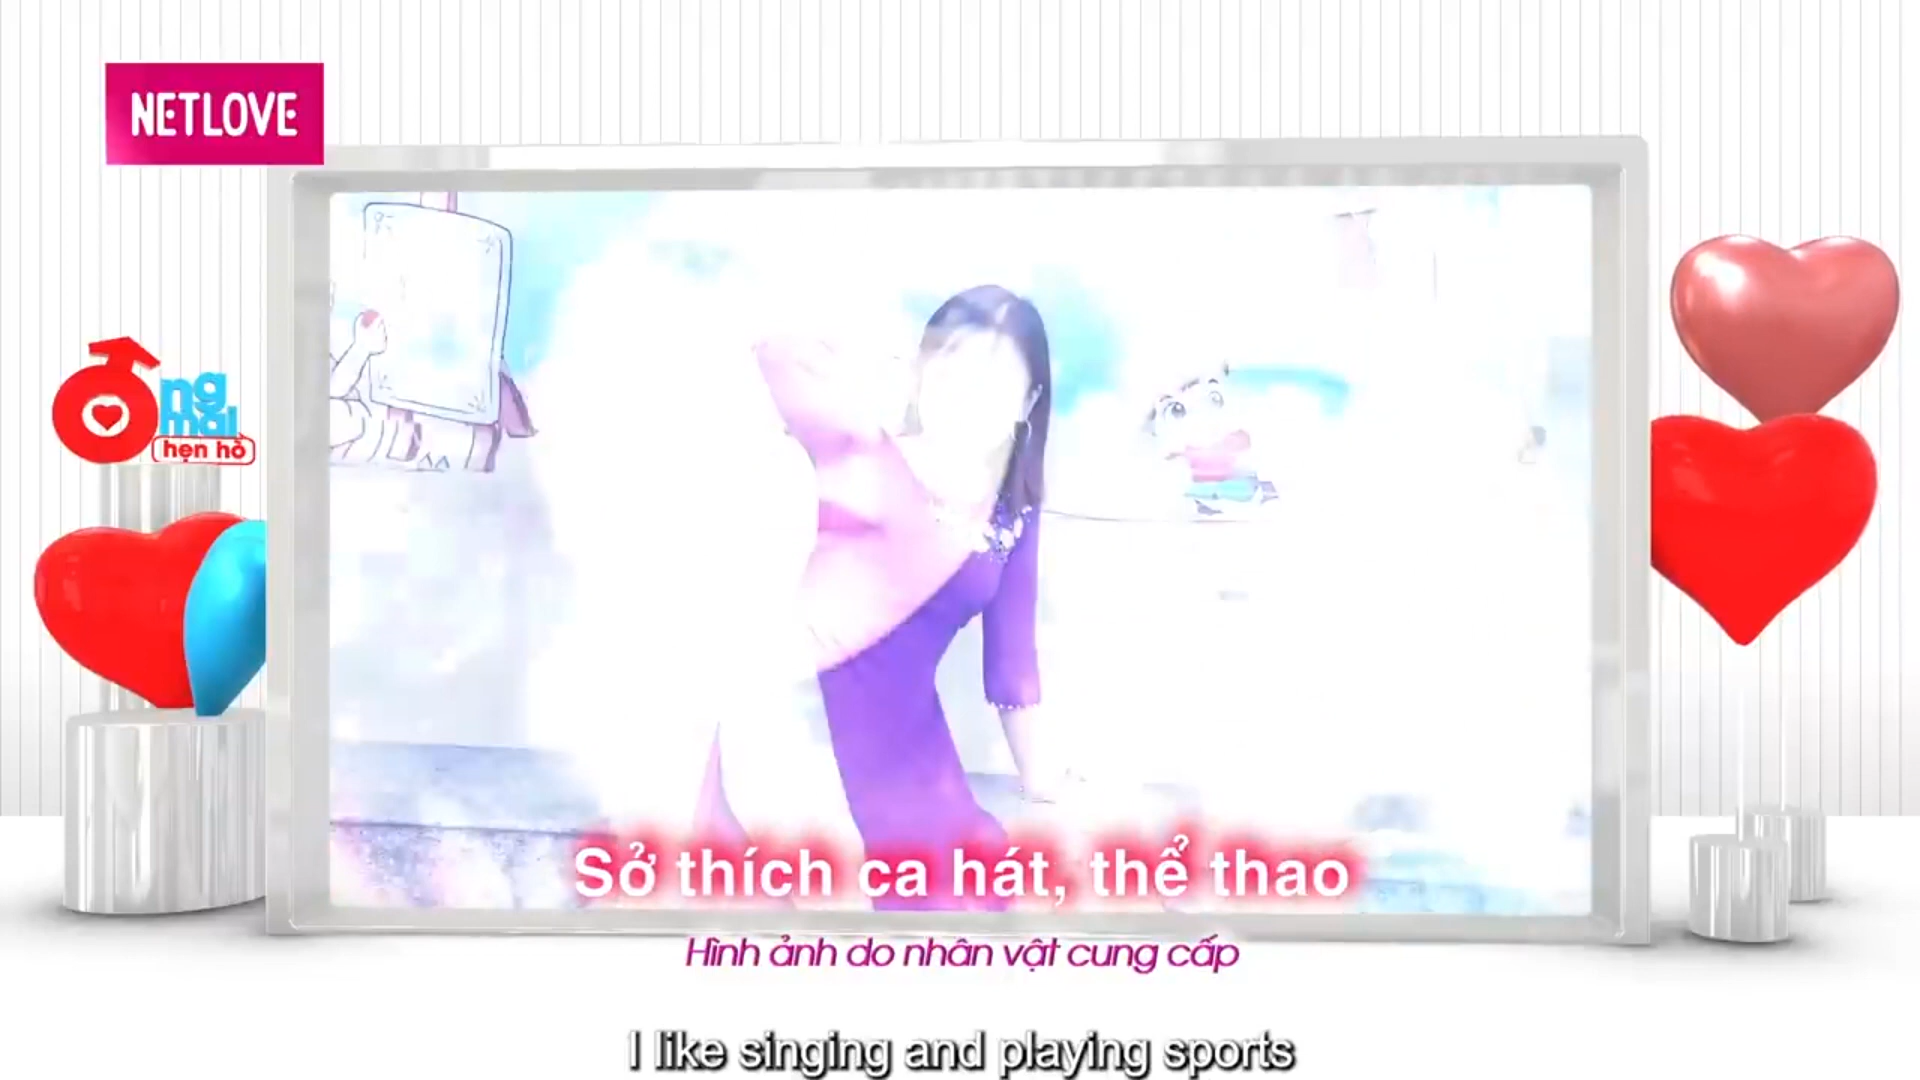 NETLOVE
Ông
mai
hẹn hò
Sở thích ca hát, thể thao
Hình ảnh do nhân vật cung cấp
I like singing and playing sports